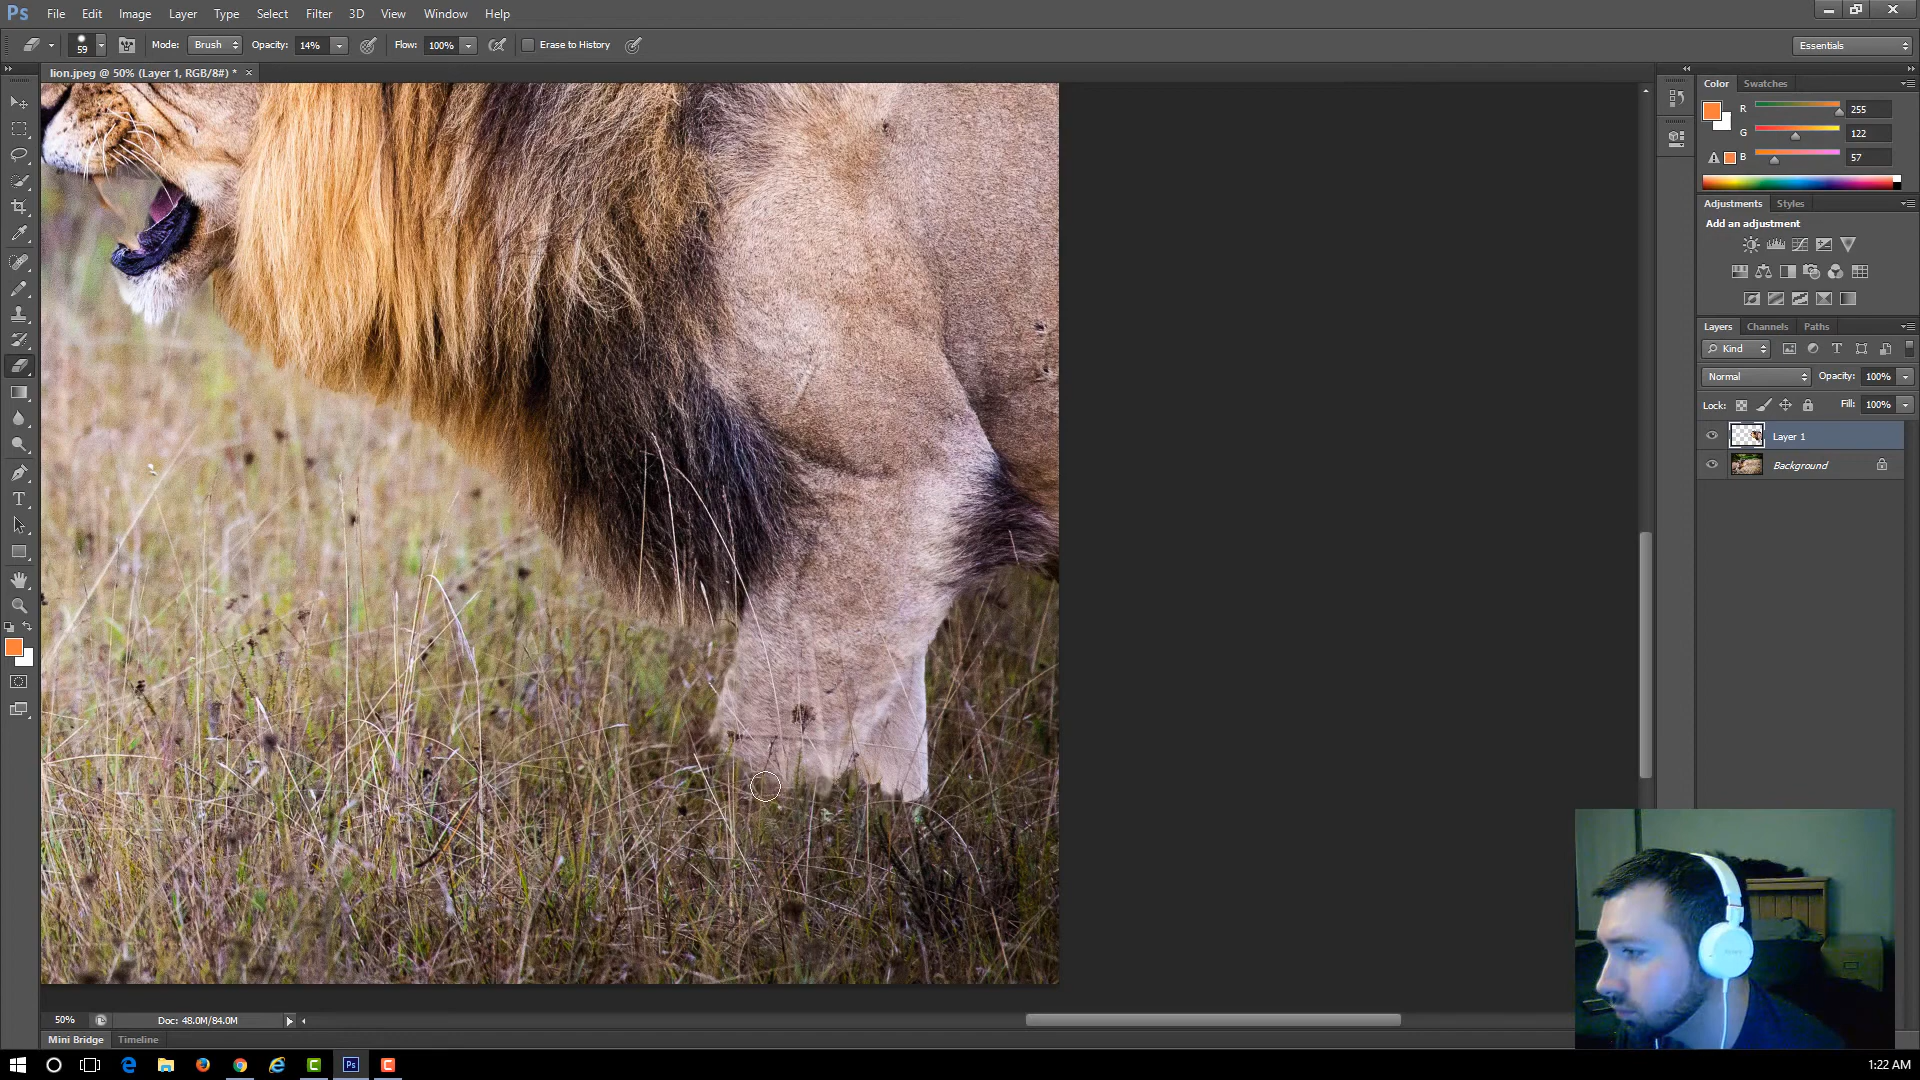 Ps File Edit Image Layer Type Select Filter 3D View Window Help
59 Mode: Brush Opacity: 14% Flow: 100% Erase to History Essentials
lion.jpeg @ 50% (Layer 1, RGB/8#) * ×
Color Swatches
R 255
G 122
B 57
Adjustments Styles
Add an adjustment
Layers Channels Paths
Kind
Normal Opacity: 100%
Lock: Fill: 100%
Layer 1
Background
50% Doc: 48.0M/84.0M
Mini Bridge Timeline
Ps 1:22 AM